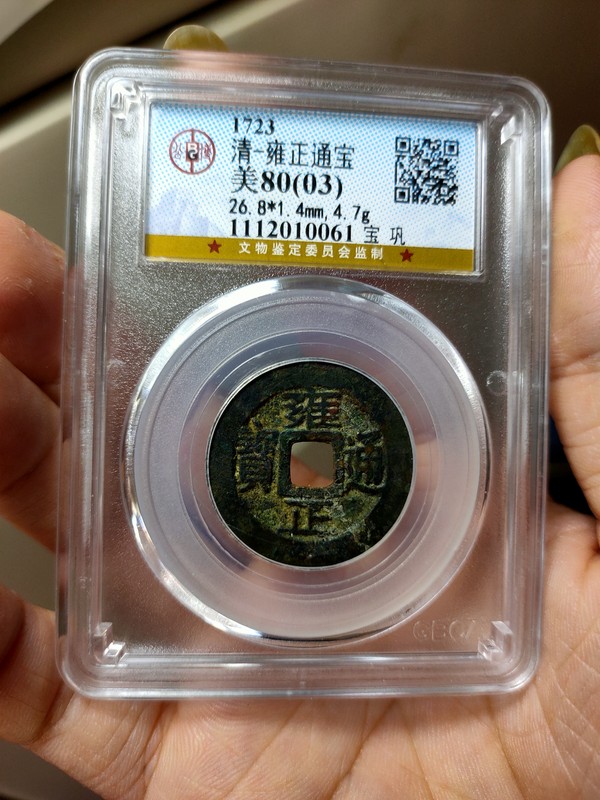 1723
清-雍正通宝
美80(03)
26.8*1.4mm,4.7g
1112010061 宝 巩
文物鉴定委员会监制
雍
寶 通
正
GBCA